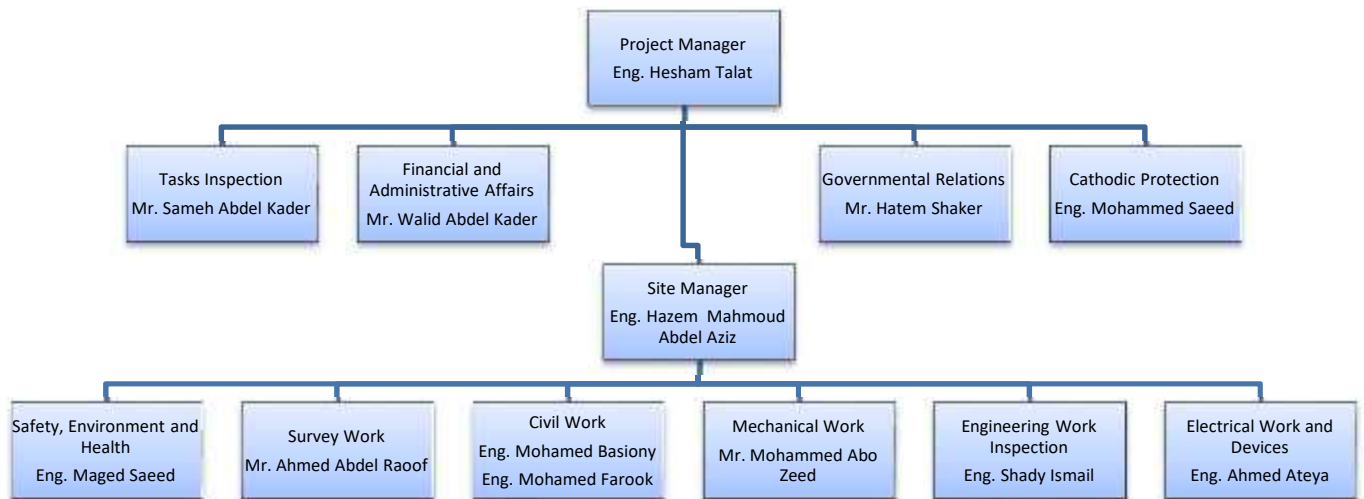 Project Manager
Eng. Hesham Talat
Tasks Inspection
Mr. Sameh Abdel Kader
Financial and
Administrative Affairs
Mr. Walid Abdel Kader
Governmental Relations
Mr. Hatem Shaker
Cathodic Protection
Eng. Mohammed Saeed
Site Manager
Eng. Hazem Mahmoud
Abdel Aziz
Safety, Environment and
Health
Eng. Maged Saeed
Survey Work
Mr. Ahmed Abdel Raoof
Civil Work
Eng. Mohamed Basiony
Eng. Mohamed Farook
Mechanical Work
Mr. Mohammed Abo
Zeed
Engineering Work
Inspection
Eng. Shady Ismail
Electrical Work and
Devices
Eng. Ahmed Ateya